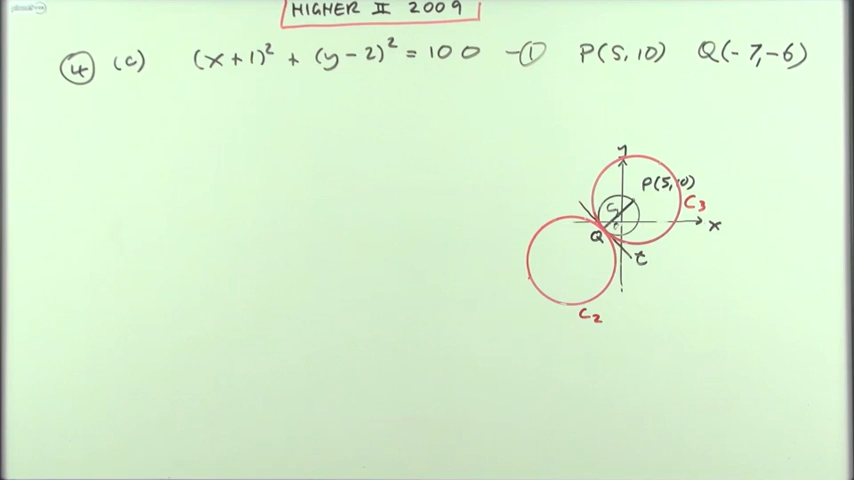 HIGHER II 2009
4 (c) (x+1)² + (y-2)² = 100 -① P(5,10) Q(-7,-6)
y
P(5,10)
C₃
x
Q
t
C₂